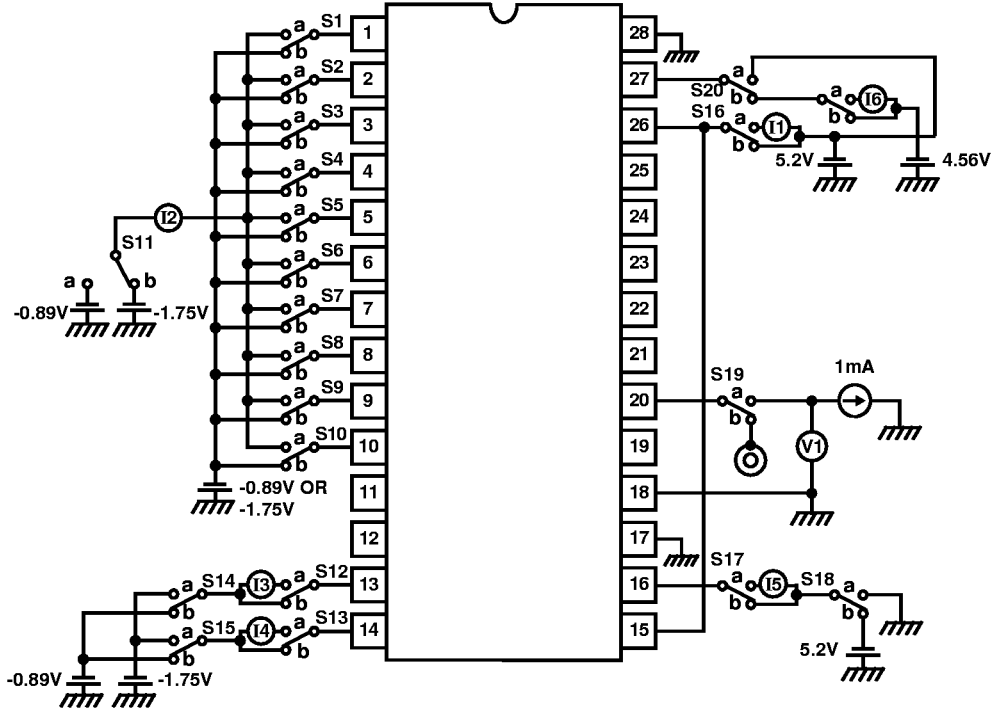 a S1 1
b
a S2 2
b
a S3 3
b
a S4 4
b
a S5 5
b
a S6 6
b
a S7 7
b
a S8 8
b
a S9 9
b
a S10 10
b
11
12
a S12 13
b
a S13 14
b
I2
S11
a b
-0.89V -1.75V
-0.89V OR
-1.75V
a S14 I3
b
a S15 I4
b
-0.89V -1.75V
28
27 S20 a
b
a I6
b
26 S16 a I1
b
5.2V 4.56V
25
24
23
22
21
20 S19 a
b
1mA
V1
19
18
17
16 S17 a I5 S18 a
b b
15
5.2V